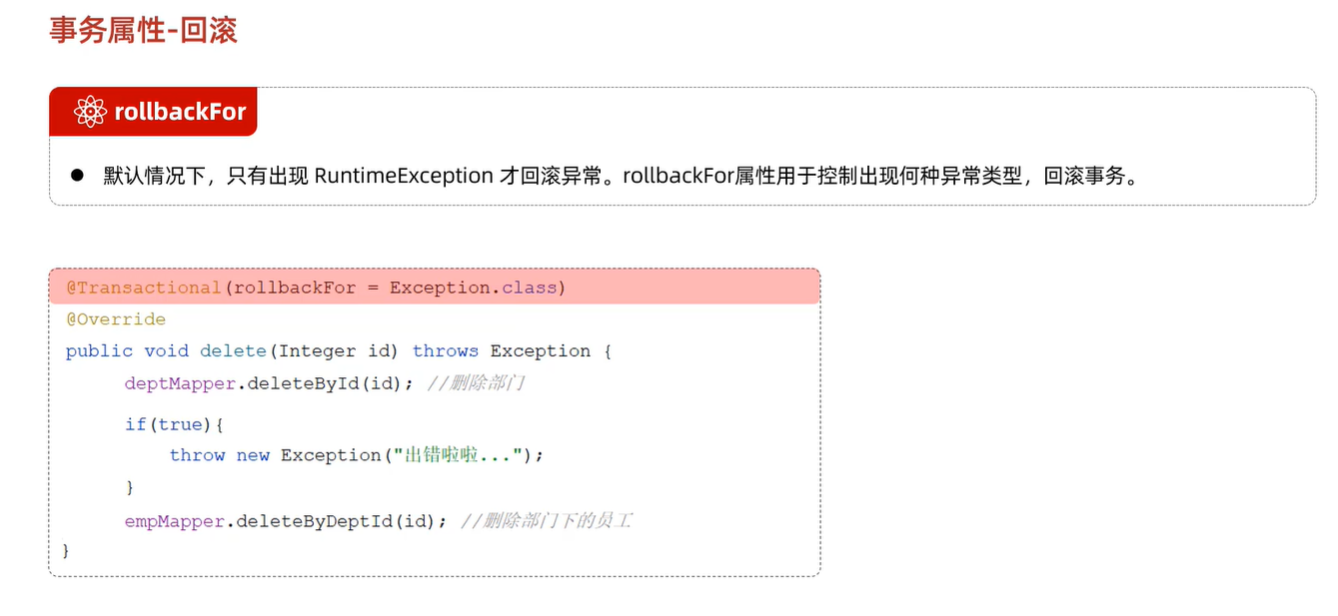 事务属性-回滚
rollbackFor
● 默认情况下，只有出现 RuntimeException 才回滚异常。rollbackFor属性用于控制出现何种异常类型，回滚事务。
@Transactional(rollbackFor = Exception.class)
@Override
public void delete(Integer id) throws Exception {
deptMapper.deleteById(id); //删除部门
if(true){
throw new Exception("出错啦啦...");
}
empMapper.deleteByDeptId(id); //删除部门下的员工
}